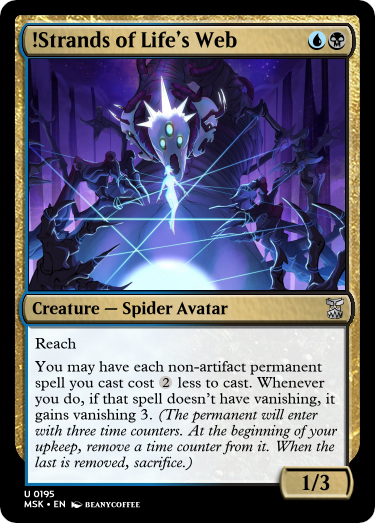 !Strands of Life's Web
Creature — Spider Avatar
Reach
You may have each non-artifact permanent
spell you cast cost 2 less to cast. Whenever
you do, if that spell doesn't have vanishing, it
gains vanishing 3. (The permanent will enter
with three time counters. At the beginning of your
upkeep, remove a time counter from it. When the
last is removed, sacrifice.)
1/3
U 0195
MSK • EN BEANYCOFFEE